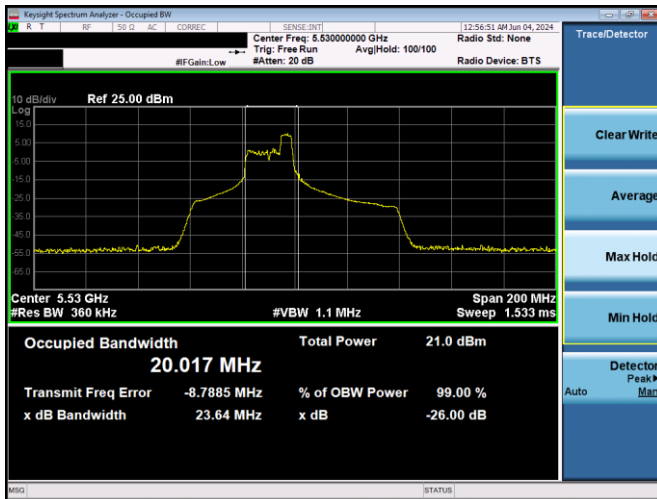 Keysight Spectrum Analyzer - Occupied BW
R T RF 50 Ω AC CORREC SENSE:INT 12:56:51 AM Jun 04, 2024
Center Freq: 5.530000000 GHz Radio Std: None
Trig: Free Run Avg|Hold: 100/100
#IFGain:Low #Atten: 20 dB Radio Device: BTS
Trace/Detector
10 dB/div Ref 25.00 dBm
Log
15.0
5.00
-5.00
-15.0
-25.0
-35.0
-45.0
-55.0
-65.0
Center 5.53 GHz Span 200 MHz
#Res BW 360 kHz #VBW 1.1 MHz Sweep 1.533 ms
Occupied Bandwidth Total Power 21.0 dBm
20.017 MHz
Transmit Freq Error -8.7885 MHz % of OBW Power 99.00 %
x dB Bandwidth 23.64 MHz x dB -26.00 dB
Clear Write
Average
Max Hold
Min Hold
Detector
Peak
Auto Man
MSG STATUS